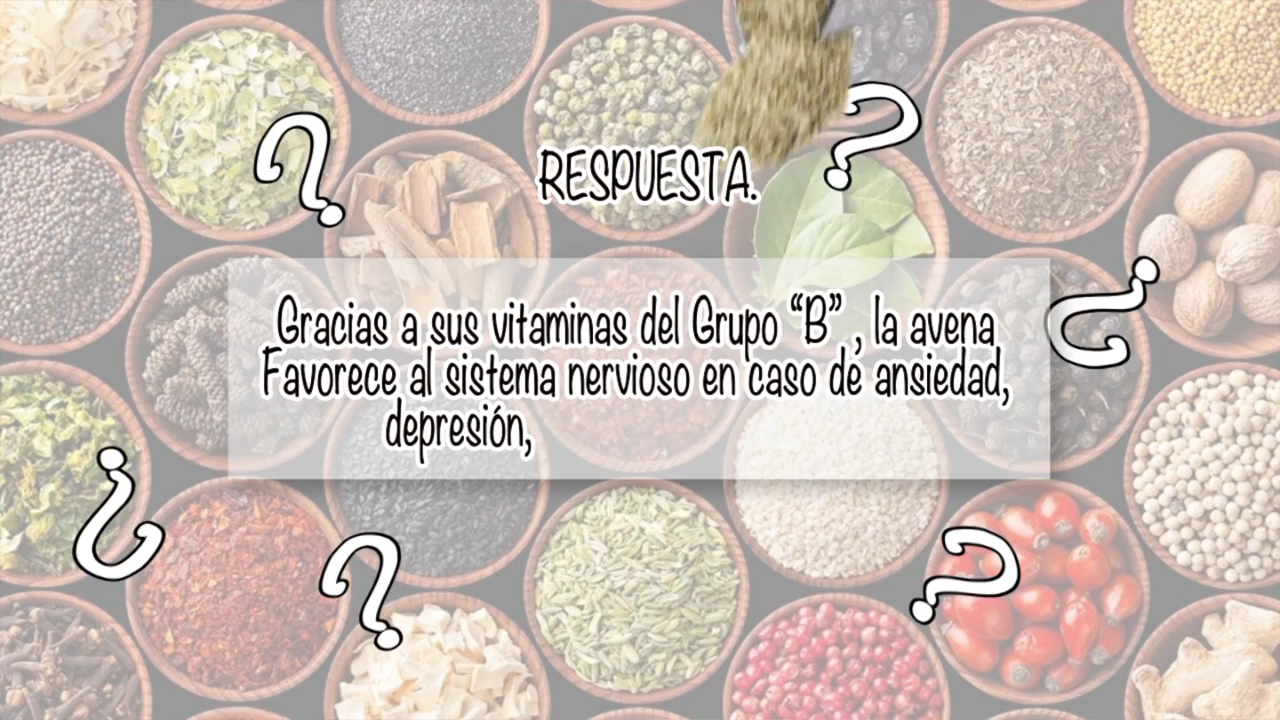 RESPUESTA.
Gracias a sus vitaminas del Grupo “B” , la avena
Favorece al sistema nervioso en caso de ansiedad,
depresión,